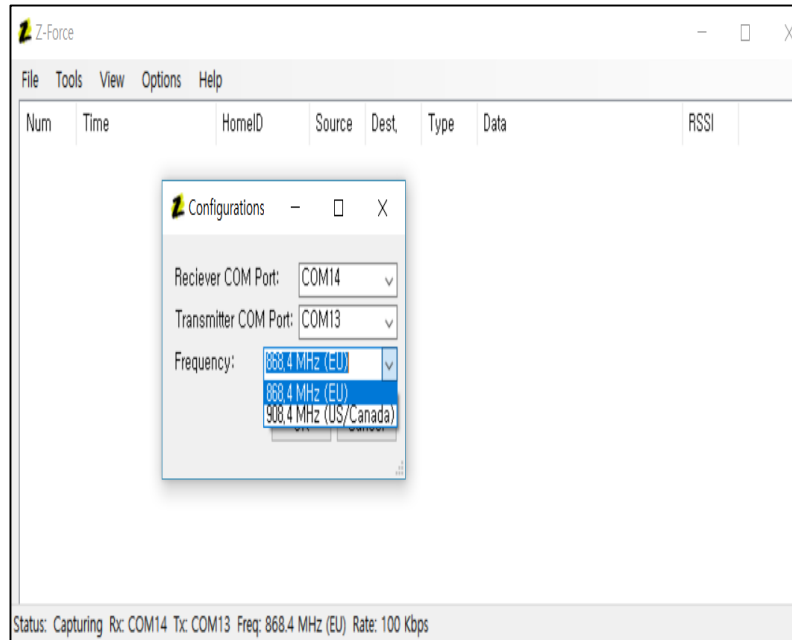 Z-Force
File Tools View Options Help
Num Time HomeID Source Dest, Type Data RSSI
Configurations
Reciever COM Port: COM14
Transmitter COM Port: COM13
Frequency: 868,4 MHz (EU)
868,4 MHz (EU)
908,4 MHz (US/Canada)
Status: Capturing Rx: COM14 Tx: COM13 Freq: 868.4 MHz (EU) Rate: 100 Kbps